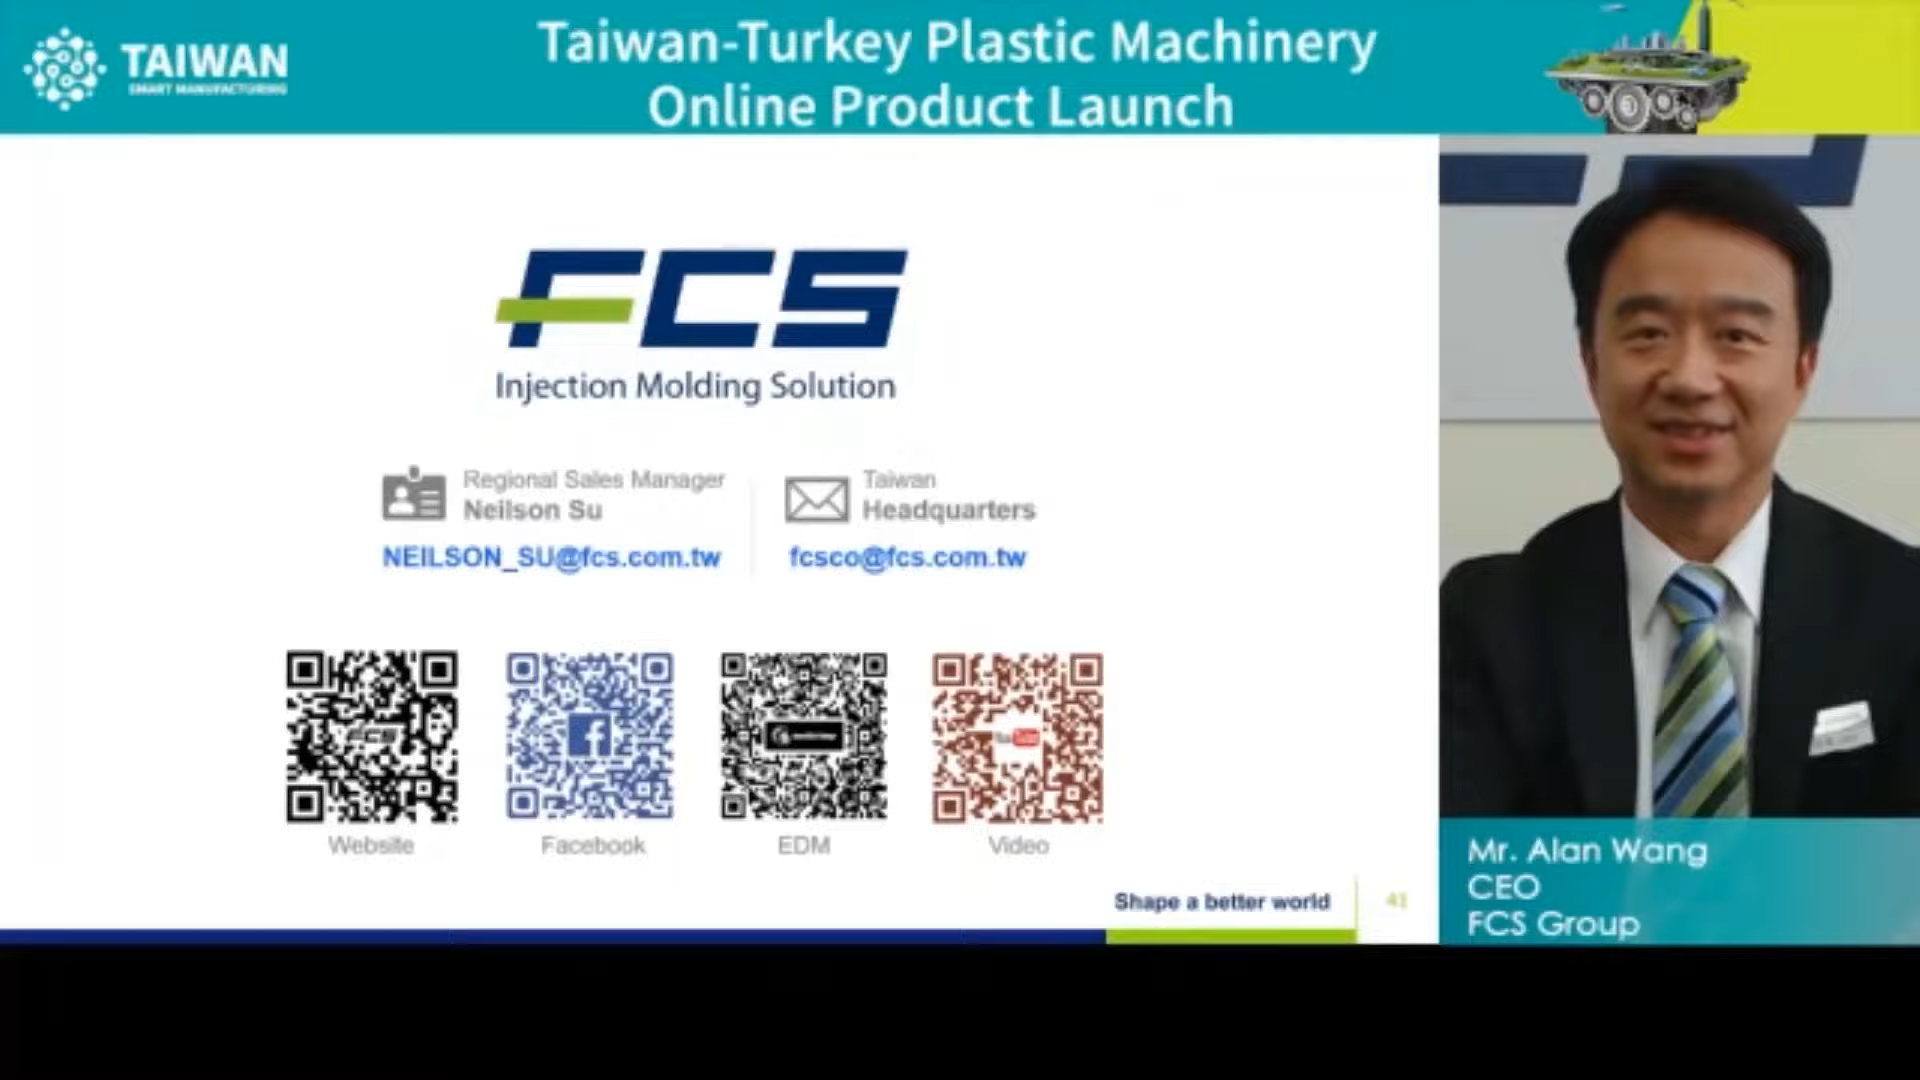 TAIWAN
SMART MANUFACTURING
Taiwan-Turkey Plastic Machinery
Online Product Launch
FCS
Injection Molding Solution
Regional Sales Manager
Neilson Su
NEILSON_SU@fcs.com.tw
Taiwan
Headquarters
fcsco@fcs.com.tw
FCS
Website
Facebook
EDM
Video
Shape a better world
Mr. Alan Wang
CEO
FCS Group